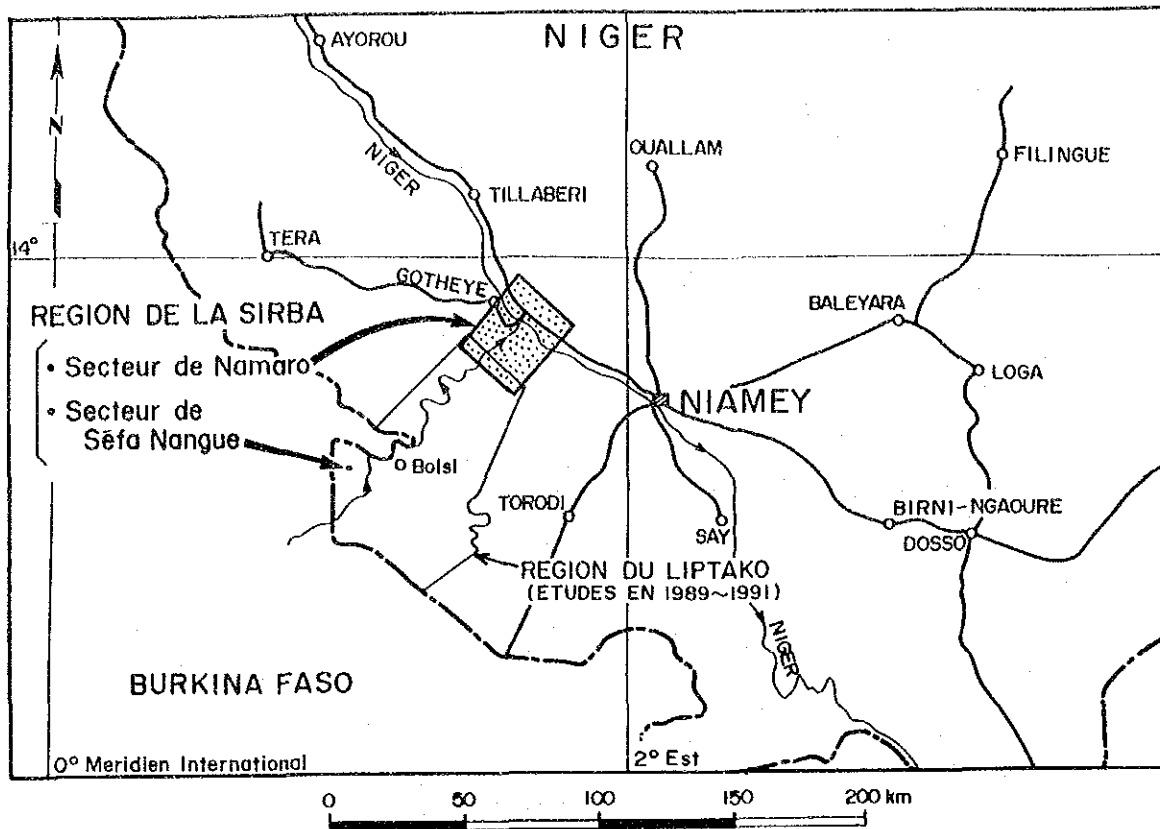 NIGER
AYOROU
N
NIGER
OUALLAM
FILINGUE
TILLABERI
14°
TERA
GOTHEYE
BALEYARA
REGION DE LA SIRBA
• Secteur de Namaro
LOGA
NIAMEY
• Secteur de
Séfa Nangue
Bolsi
TORODI
SAY
BIRNI-NGAOURE
DOSSO
REGION DU LIPTAKO
(ETUDES EN 1989~1991)
NIGER
BURKINA FASO
0° Meridien International
2° Est
0 50 100 150 200 km